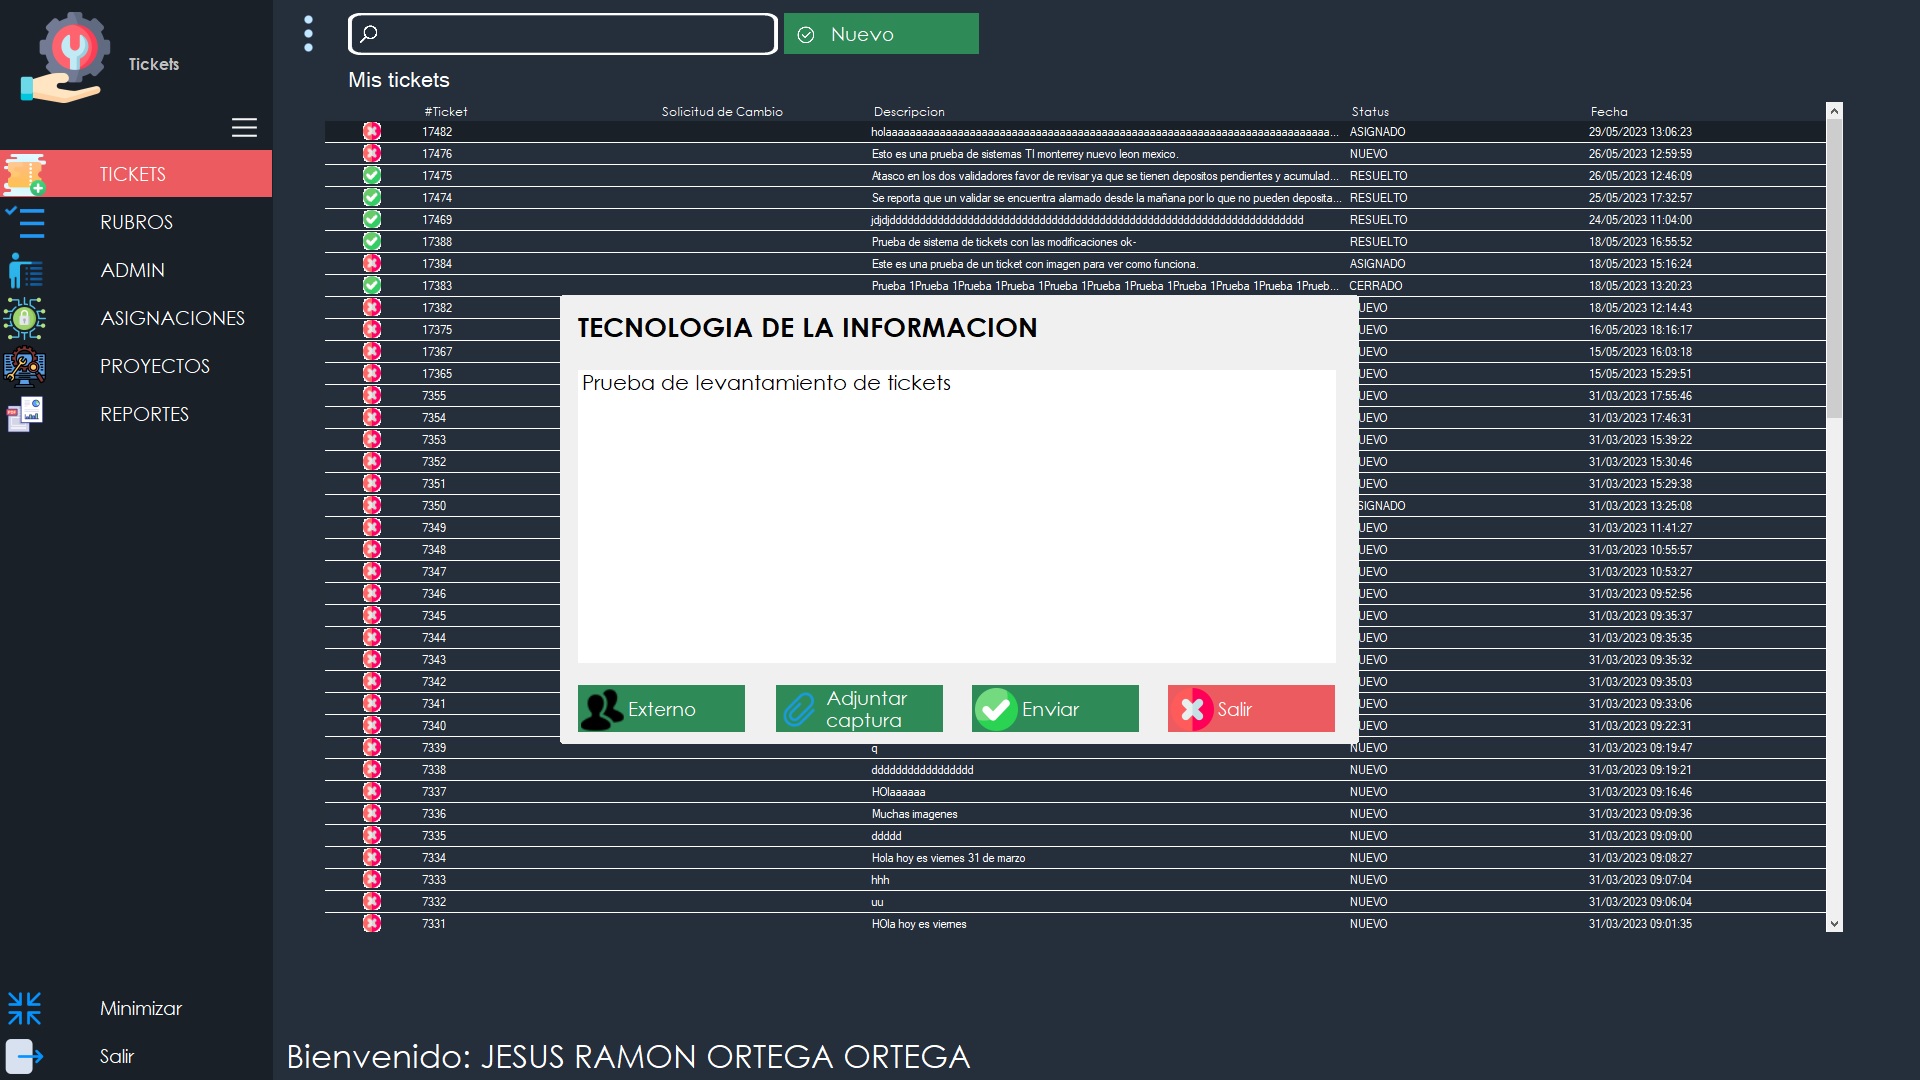 Tickets
Nuevo
Mis tickets
TICKETS
RUBROS
ADMIN
ASIGNACIONES
PROYECTOS
REPORTES
Minimizar
Salir
#Ticket Solicitud de Cambio Descripcion Status Fecha
17482 ASIGNADO 29/05/2023 13:06:23
17476 Esto es una prueba de sistemas TI monterrey nuevo leon mexico. NUEVO 26/05/2023 12:59:59
17475 Atasco en los dos validadores favor de revisar ya que se tienen depositos pendientes y acumulad... RESUELTO 26/05/2023 12:46:09
17474 Se reporta que un validar se encuentra alarmado desde la mañana por lo que no pueden deposita... RESUELTO 25/05/2023 17:32:57
17469 RESUELTO 24/05/2023 11:04:00
17388 Prueba de sistema de tickets con las modificaciones ok- RESUELTO 18/05/2023 16:55:52
17384 Este es una prueba de un ticket con imagen para ver como funciona. ASIGNADO 18/05/2023 15:16:24
17383 Prueba 1Prueba 1Prueba 1Prueba 1Prueba 1Prueba 1Prueba 1Prueba 1Prueba 1Prueba 1Prueba 1Prueba 1Prueb... CERRADO 18/05/2023 13:20:23
17382 UEVO 18/05/2023 12:14:43
17375 UEVO 16/05/2023 18:16:17
17367 UEVO 15/05/2023 16:03:18
17365 UEVO 15/05/2023 15:29:51
7355 UEVO 31/03/2023 17:55:46
7354 UEVO 31/03/2023 17:46:31
7353 UEVO 31/03/2023 15:39:22
7352 UEVO 31/03/2023 15:30:46
7351 UEVO 31/03/2023 15:29:38
7350 SIGNADO 31/03/2023 13:25:08
7349 UEVO 31/03/2023 11:41:27
7348 UEVO 31/03/2023 10:55:57
7347 UEVO 31/03/2023 10:53:27
7346 UEVO 31/03/2023 09:52:56
7345 UEVO 31/03/2023 09:35:37
7344 UEVO 31/03/2023 09:35:35
7343 UEVO 31/03/2023 09:35:32
7342 UEVO 31/03/2023 09:35:03
7341 UEVO 31/03/2023 09:33:06
7340 UEVO 31/03/2023 09:22:31
7339 q NUEVO 31/03/2023 09:19:47
7338 ddddddddddddddddd NUEVO 31/03/2023 09:19:21
7337 HOlaaaaaa NUEVO 31/03/2023 09:16:46
7336 Muchas imagenes NUEVO 31/03/2023 09:09:36
7335 ddddd NUEVO 31/03/2023 09:09:00
7334 Hola hoy es viernes 31 de marzo NUEVO 31/03/2023 09:08:27
7333 hhh NUEVO 31/03/2023 09:07:04
7332 uu NUEVO 31/03/2023 09:06:04
7331 HOla hoy es viernes NUEVO 31/03/2023 09:01:35
TECNOLOGIA DE LA INFORMACION
Prueba de levantamiento de tickets
Externo
Adjuntar
captura
Enviar
Salir
Bienvenido: JESUS RAMON ORTEGA ORTEGA